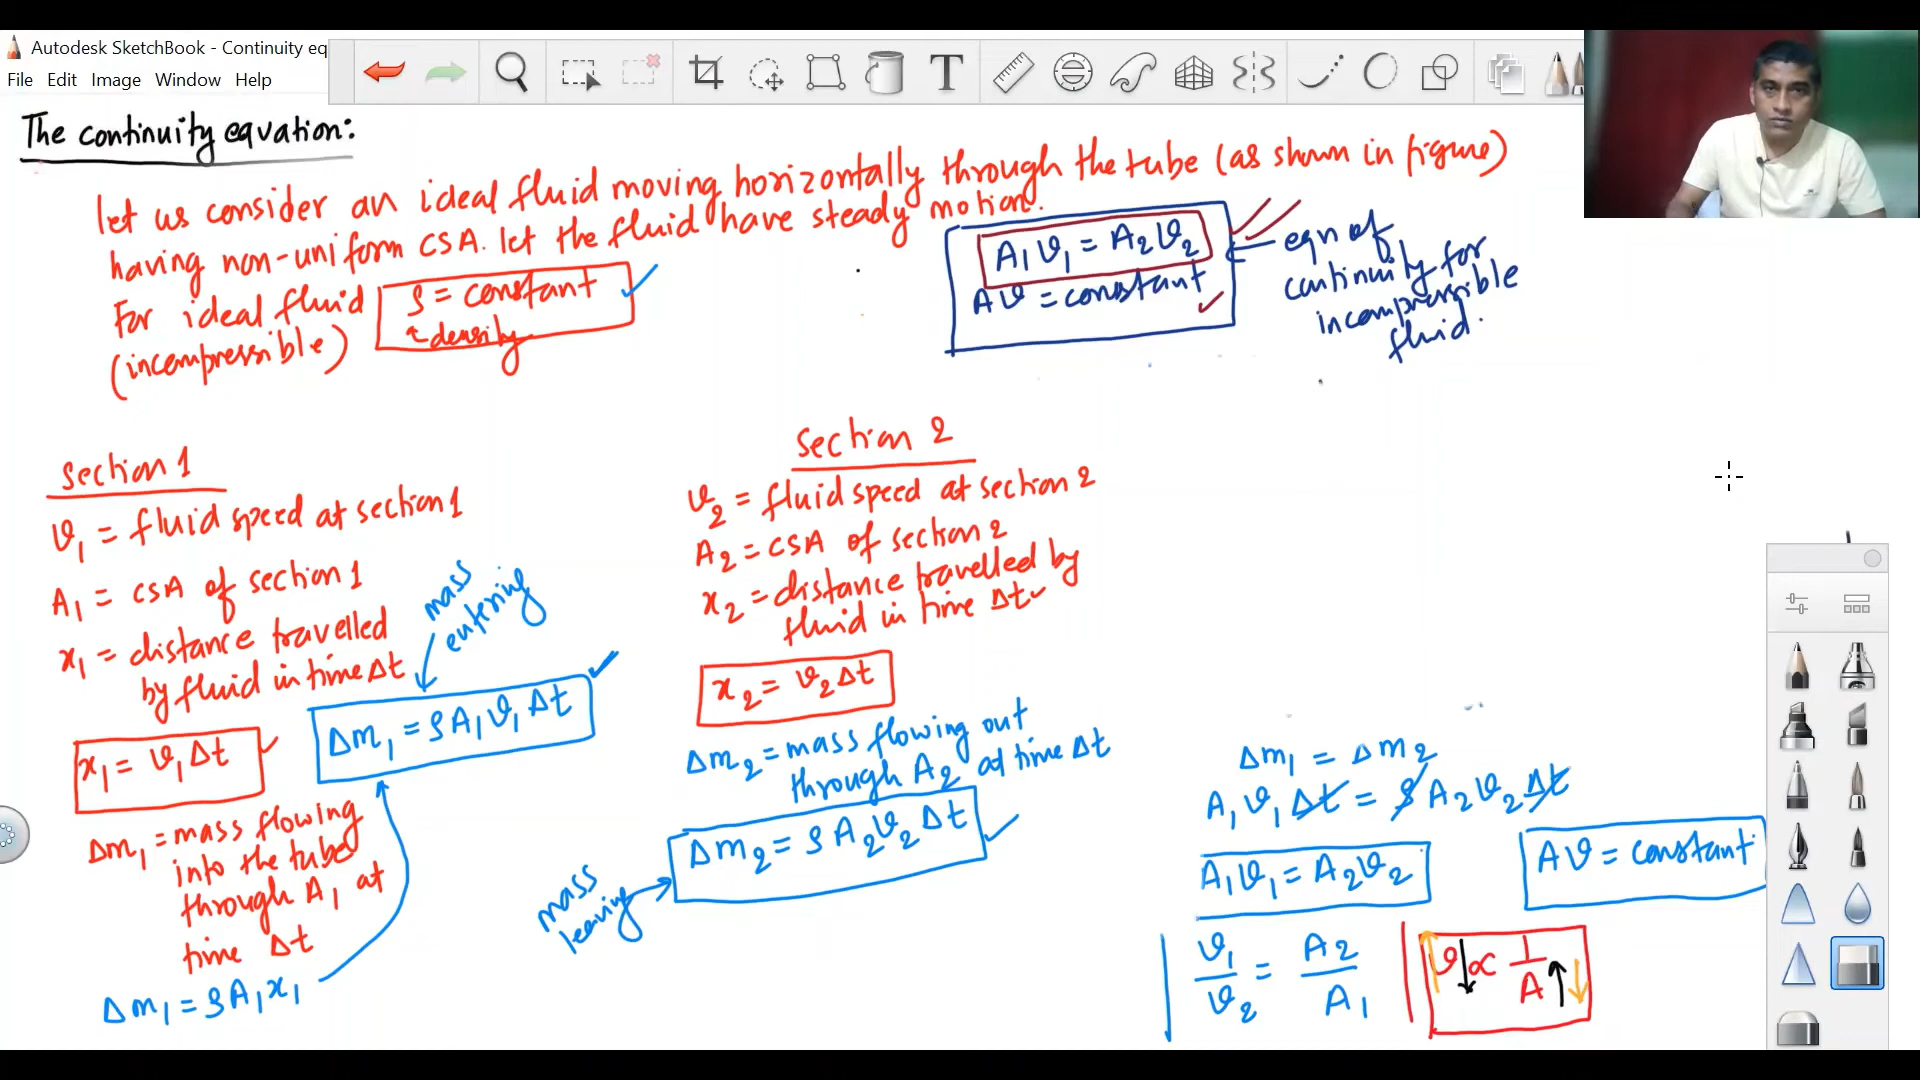 Autodesk SketchBook - Continuity eq
File Edit Image Window Help
The continuity equation:
let us consider an ideal fluid moving horizontally through the tube (as shown in figure)
having non-uniform CSA. let the fluid have steady motion.
For ideal fluid
(incompressible)
ρ = constant
density
A₁v₁ = A₂v₂
Av = constant
eqn of
continuity for
incompressible
fluid.
Section 1
v₁ = fluid speed at section 1
A₁ = CSA of section 1
x₁ = distance travelled
by fluid in time Δt
x₁ = v₁Δt
mass
entering
Δm₁ = ρA₁v₁Δt
Δm₁ = mass flowing
into the tube
through A₁ at
time Δt
Δm₁ = ρA₁x₁
Section 2
v₂ = fluid speed at section 2
A₂ = CSA of section 2
x₂ = distance travelled by
fluid in time Δt
x₂ = v₂Δt
Δm₂ = mass flowing out
through A₂ at time Δt
Δm₂ = ρA₂v₂Δt
mass
leaving
Δm₁ = Δm₂
A₁v₁Δt = ρA₂v₂Δt
A₁v₁ = A₂v₂
Av = constant
v₁/v₂ = A₂/A₁
v ∝ 1/A